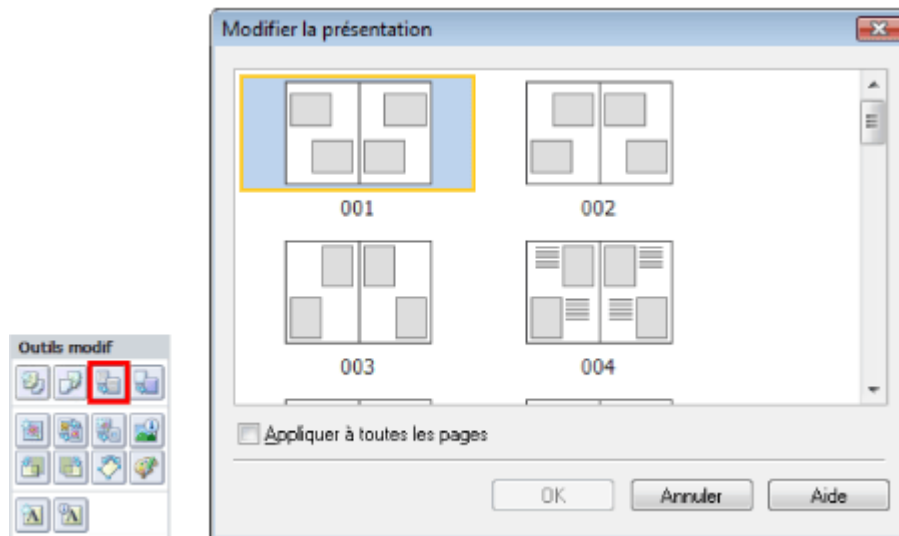 Modifier la présentation
001
002
003
004
Outils modif
Appliquer à toutes les pages
OK
Annuler
Aide